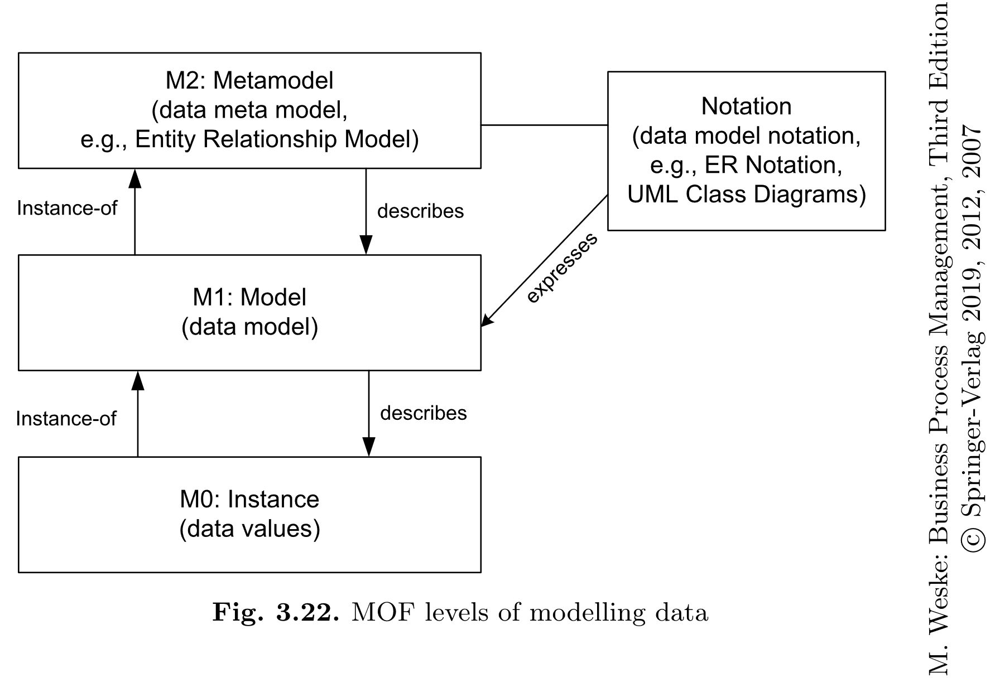 M2: Metamodel
(data meta model,
e.g., Entity Relationship Model)
Notation
(data model notation,
e.g., ER Notation,
UML Class Diagrams)
Instance-of
describes
expresses
M1: Model
(data model)
Instance-of
describes
M0: Instance
(data values)
Fig. 3.22. MOF levels of modelling data
M. Weske: Business Process Management, Third Edition
© Springer-Verlag 2019, 2012, 2007